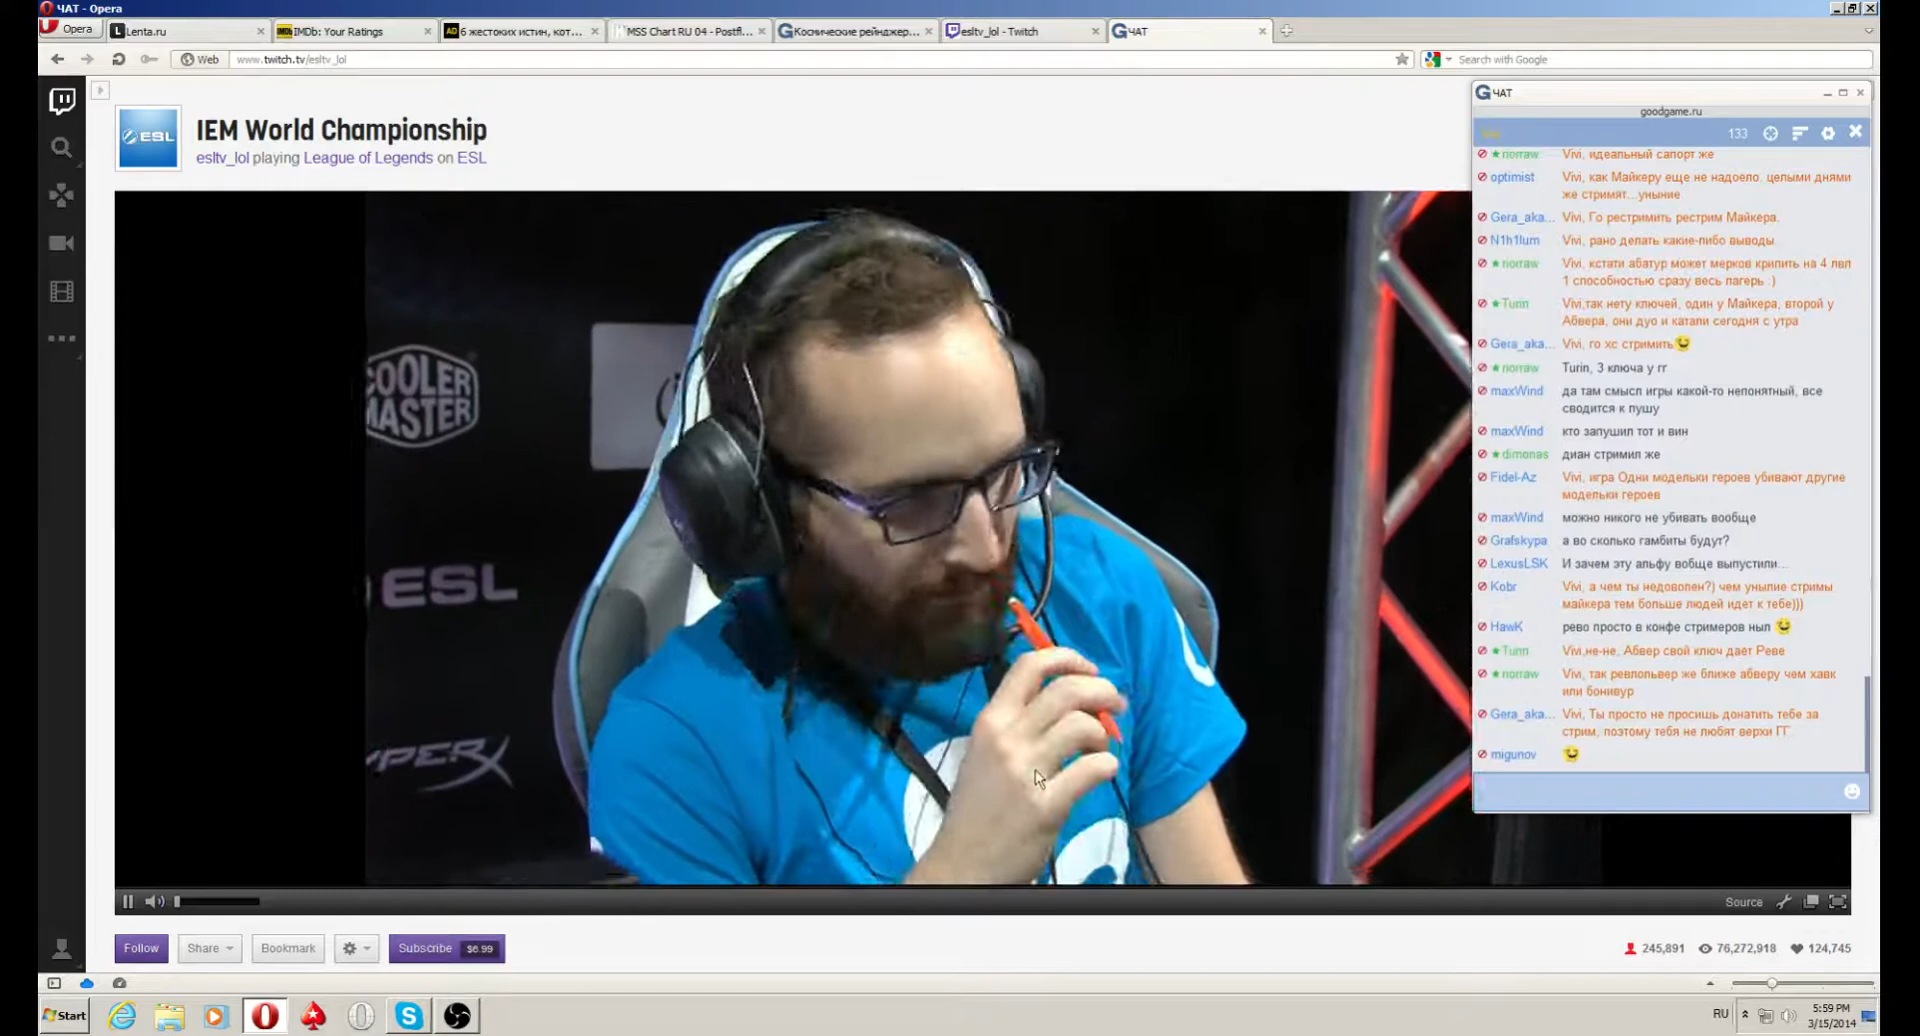 ЧАТ - Opera
Opera
Lenta.ru
IMDb: Your Ratings
6 жестоких истин, кот...
MSS Chart RU 04 - Postfl...
Космические рейнджер...
esltv_lol - Twitch
ЧАТ
Web
www.twitch.tv/esltv_lol
Search with Google
ESL
IEM World Championship
esltv_lol playing League of Legends on ESL
COOLER
MASTER
ESL
HYPERX
ЧАТ
goodgame.ru
133
norraw Vivi, идеальный сапорт же
optimist Vivi, как Майкеру еще не надоело. целыми днями
же стримят...уныние
Gera_aka... Vivi, Го рестримить рестрим Майкера.
N1h1lum Vivi, рано делать какие-либо выводы.
norraw Vivi, кстати абатур может мерков крипить на 4 лвл
1 способностью сразу весь лагерь :)
Turin Vivi,так нету ключей, один у Майкера, второй у
Абвера, они дуо и катали сегодня с утра
Gera_aka... Vivi, го хс стримить
norraw Turin, 3 ключа у гг
maxWind да там смысл игры какой-то непонятный, все
сводится к пушу
maxWind кто запушил тот и вин
dimonas диан стримил же
Fidel-Az Vivi, игра Одни модельки героев убивают другие
модельки героев
maxWind можно никого не убивать вообще
Grafskypa а во сколько гамбиты будут?
LexusLSK И зачем эту альфу вобще выпустили...
Kobr Vivi, а чем ты недоволен?) чем унылие стримы
майкера тем больше людей идет к тебе)))
HawK рево просто в конфе стримеров ныл
Turin Vivi,не-не, Абвер свой ключ дает Реве
norraw Vivi, так ревпольвер же ближе абверу чем хавк
или бонивур
Gera_aka... Vivi, Ты просто не просишь донатить тебе за
стрим, поэтому тебя не любят верхи ГГ.
migunov
Source
Follow
Share
Bookmark
Subscribe $6.99
245,891
76,272,918
124,745
Start
RU
5:59 PM
3/15/2014